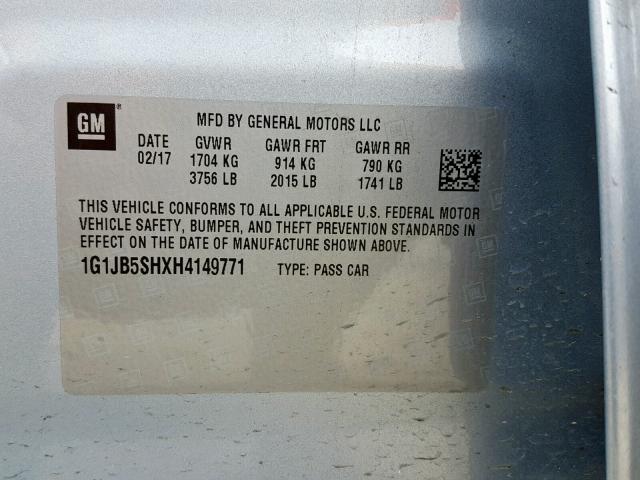 GM
MFD BY GENERAL MOTORS LLC
DATE GVWR GAWR FRT GAWR RR
02/17 1704 KG 914 KG 790 KG
3756 LB 2015 LB 1741 LB
THIS VEHICLE CONFORMS TO ALL APPLICABLE U.S. FEDERAL MOTOR
VEHICLE SAFETY, BUMPER, AND THEFT PREVENTION STANDARDS IN
EFFECT ON THE DATE OF MANUFACTURE SHOWN ABOVE.
1G1JB5SHXH4149771 TYPE: PASS CAR